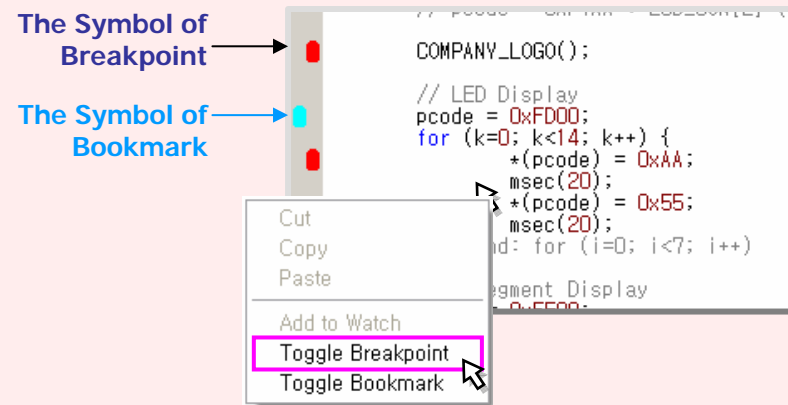 The Symbol of
Breakpoint
COMPANY_LOGO();
// LED Display
The Symbol of
Bookmark
pcode = 0xFD00;
for (k=0; k<14; k++) {
*(pcode) = 0xAA;
msec(20);
*(pcode) = 0x55;
msec(20);
for (i=0; i<7; i++)
Display
Cut
Copy
Paste
Add to Watch
Toggle Breakpoint
Toggle Bookmark